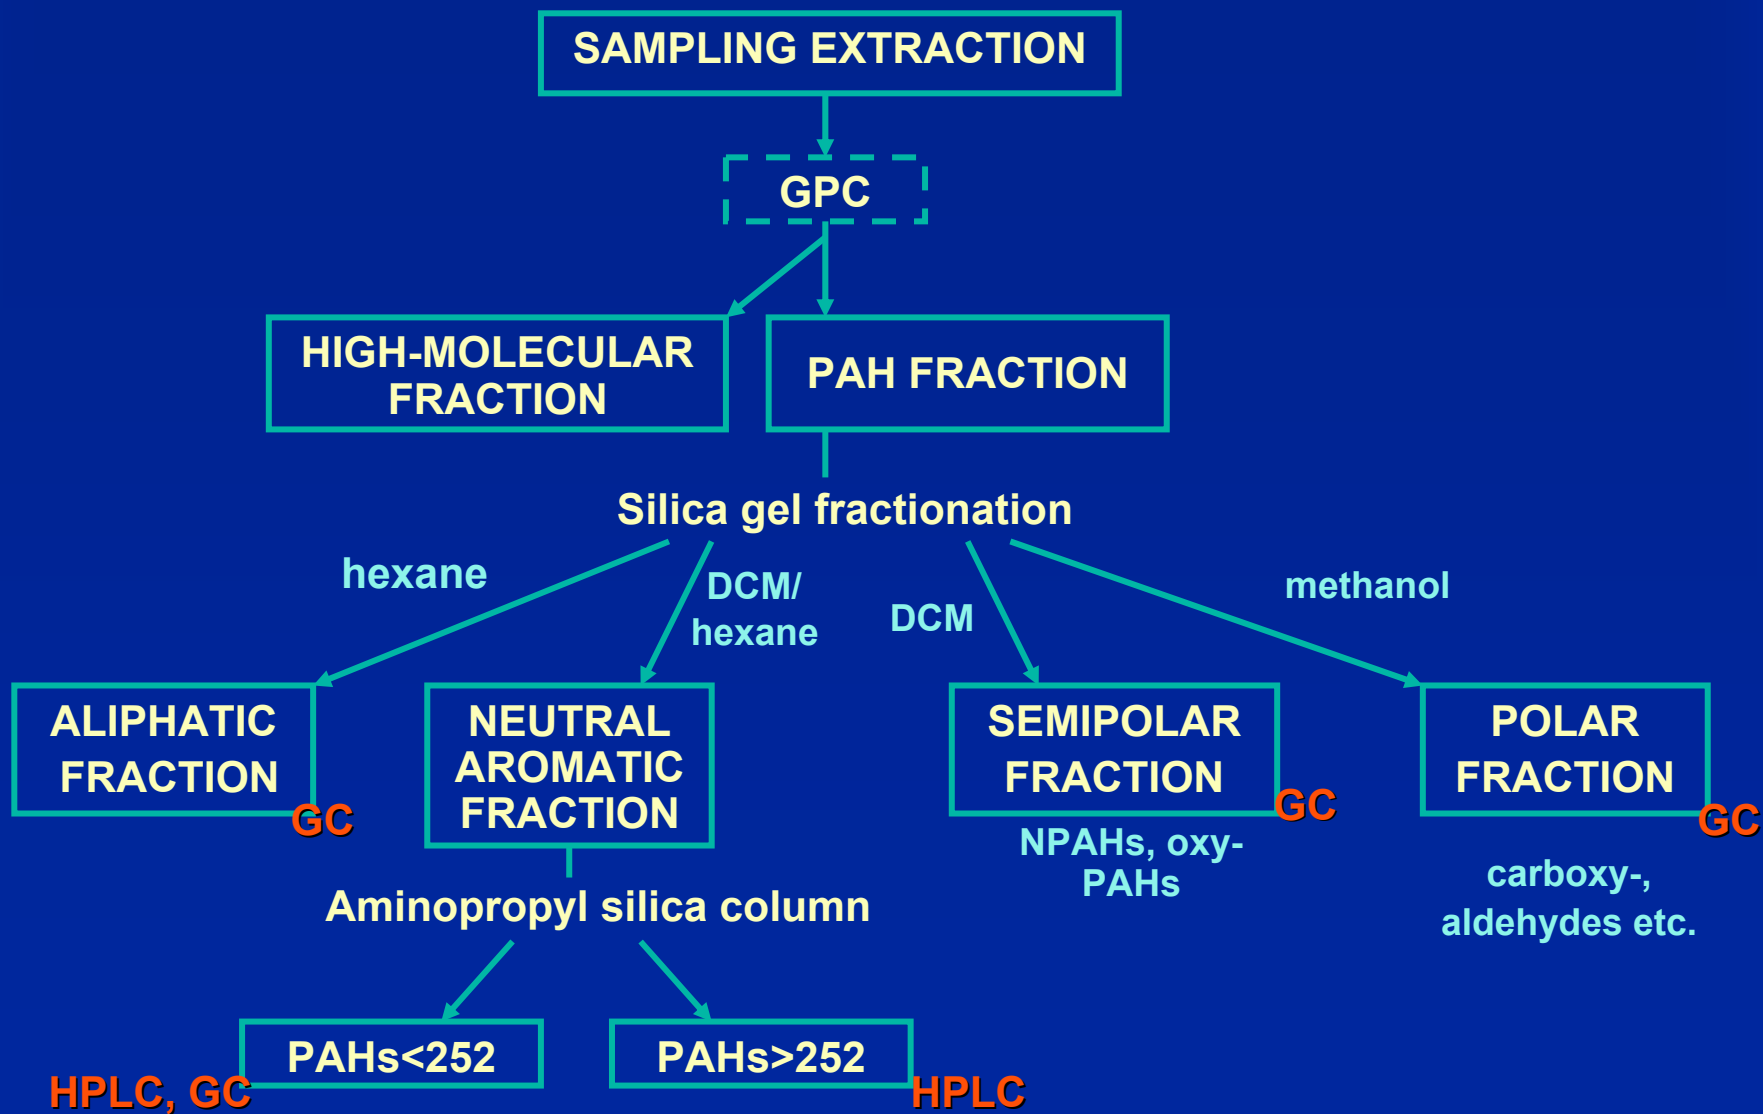 SAMPLING EXTRACTION
GPC
HIGH-MOLECULAR
FRACTION
PAH FRACTION
Silica gel fractionation
hexane
DCM/
hexane
DCM
methanol
ALIPHATIC
FRACTION
GC
NEUTRAL
AROMATIC
FRACTION
SEMIPOLAR
FRACTION
GC
NPAHs, oxy-
PAHs
POLAR
FRACTION
GC
carboxy-,
aldehydes etc.
Aminopropyl silica column
PAHs<252
HPLC, GC
PAHs>252
HPLC